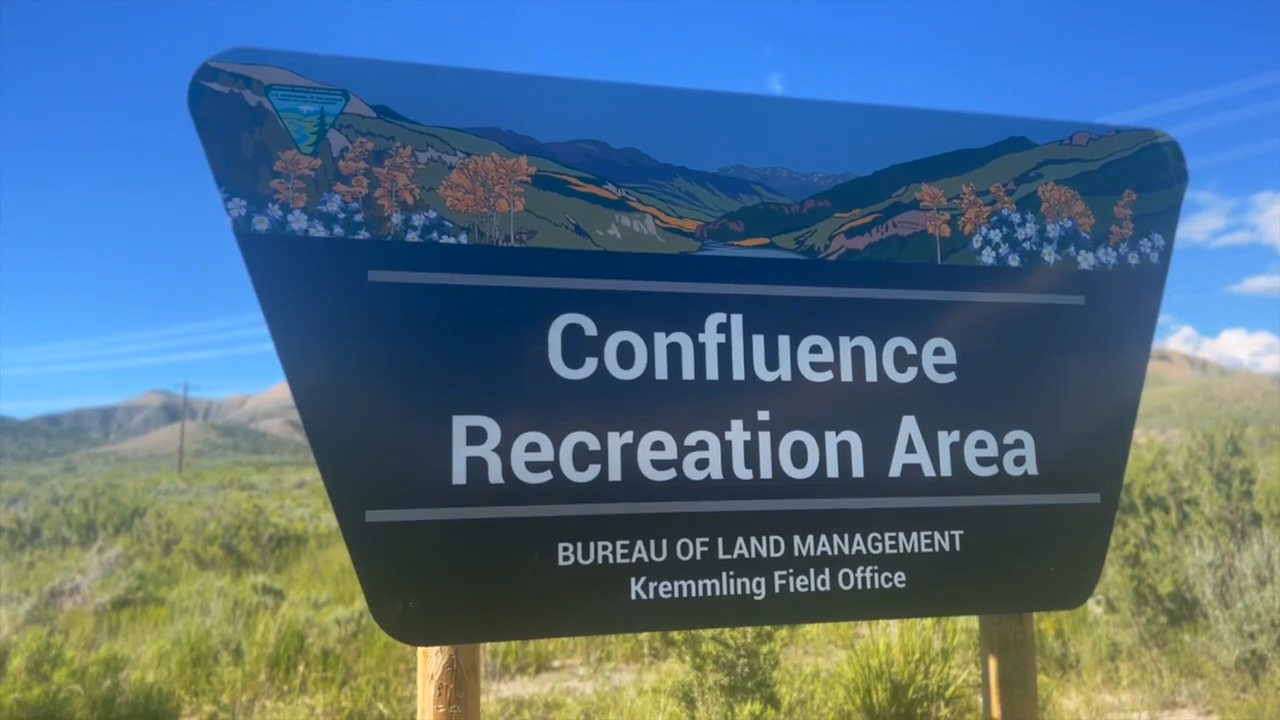 Confluence
Recreation Area
BUREAU OF LAND MANAGEMENT
Kremmling Field Office